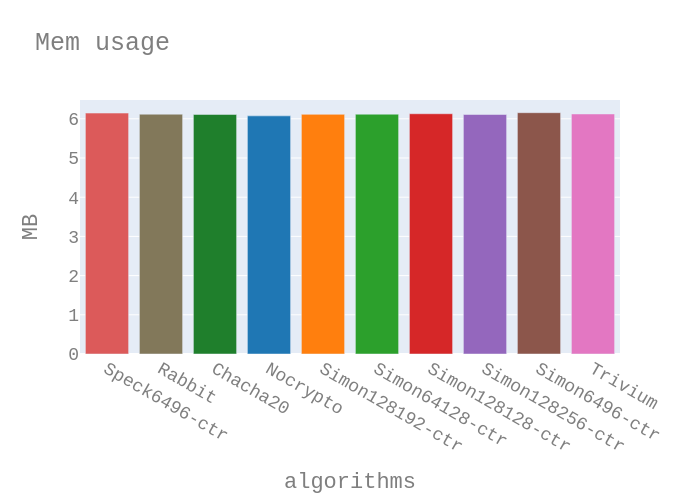 Mem usage
MB
6
5
4
3
2
1
0
Speck6496-ctr
Rabbit
Chacha20
Nocrypto
Simon128192-ctr
Simon64128-ctr
Simon128128-ctr
Simon128256-ctr
Simon6496-ctr
Trivium
algorithms